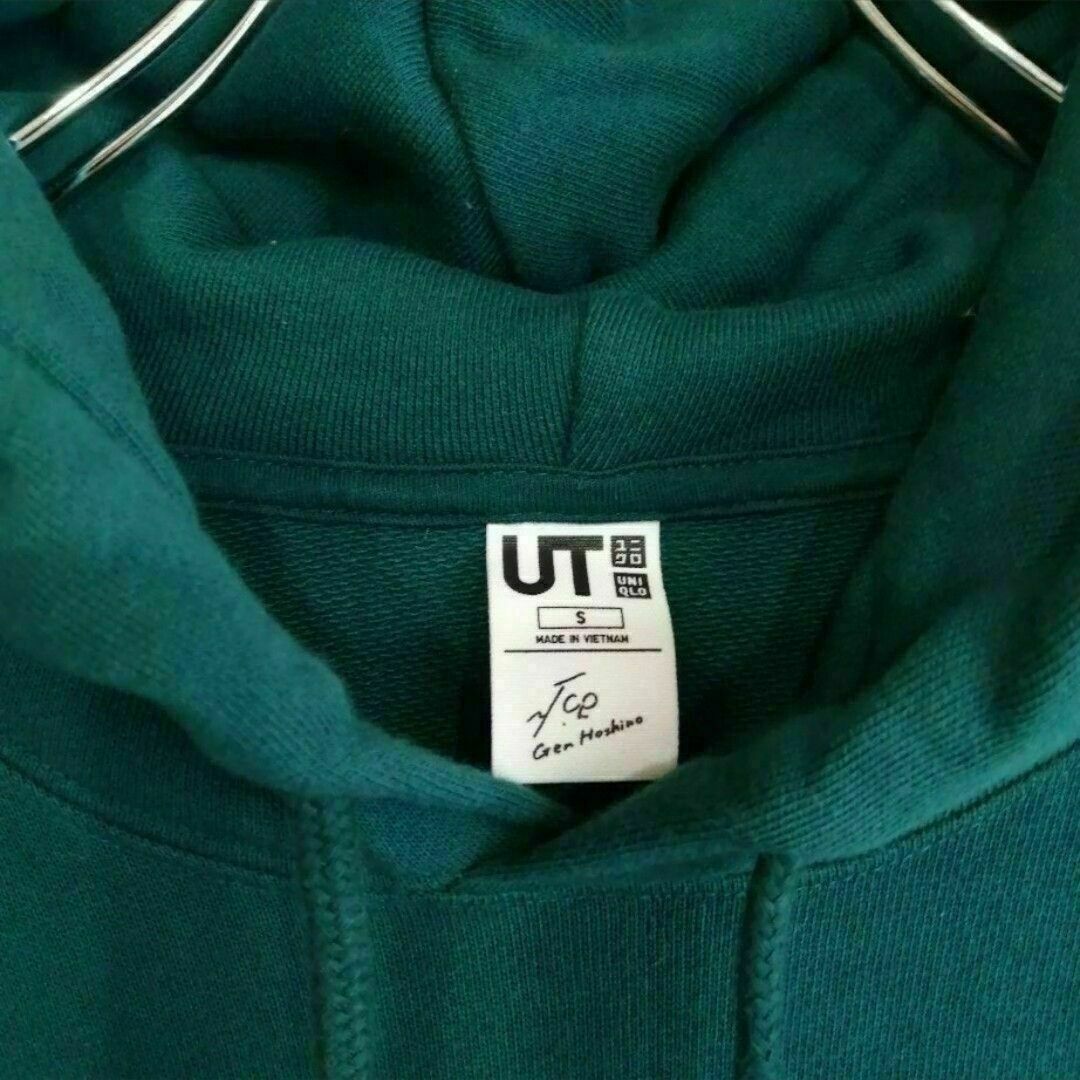 UT
ユニ
クロ
UNI
QLO
S
MADE IN VIETNAM
Gen Hoshino